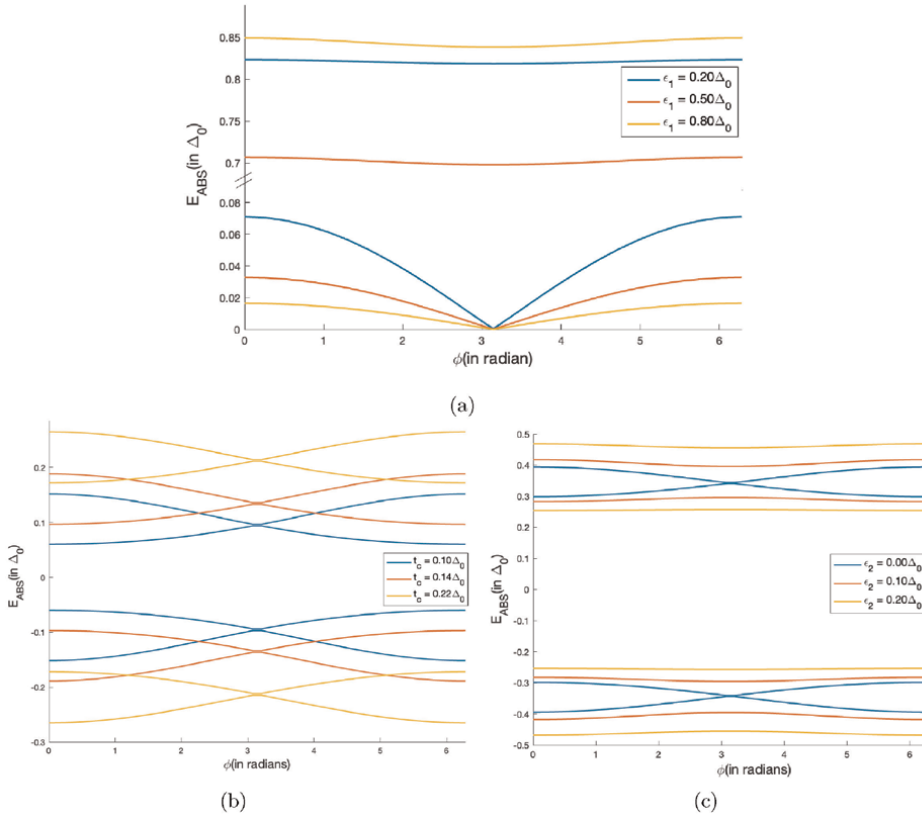 0.85
0.8
0.7
0.08
0.06
0.04
0.02
0
E_ABS(in Δ_0)
ϵ_1 = 0.20Δ_0
ϵ_1 = 0.50Δ_0
ϵ_1 = 0.80Δ_0
0 1 2 3 4 5 6
ϕ(in radian)
(a)
0.2
0.1
0
-0.1
-0.2
-0.3
E_ABS(in Δ_0)
t_c = 0.10Δ_0
t_c = 0.14Δ_0
t_c = 0.22Δ_0
0 1 2 3 4 5 6
ϕ(in radians)
(b)
0.5
0.4
0.3
0.2
0.1
0
-0.1
-0.2
-0.3
-0.4
-0.5
E_ABS(in Δ_0)
ϵ_2 = 0.00Δ_0
ϵ_2 = 0.10Δ_0
ϵ_2 = 0.20Δ_0
0 1 2 3 4 5 6
ϕ(in radians)
(c)